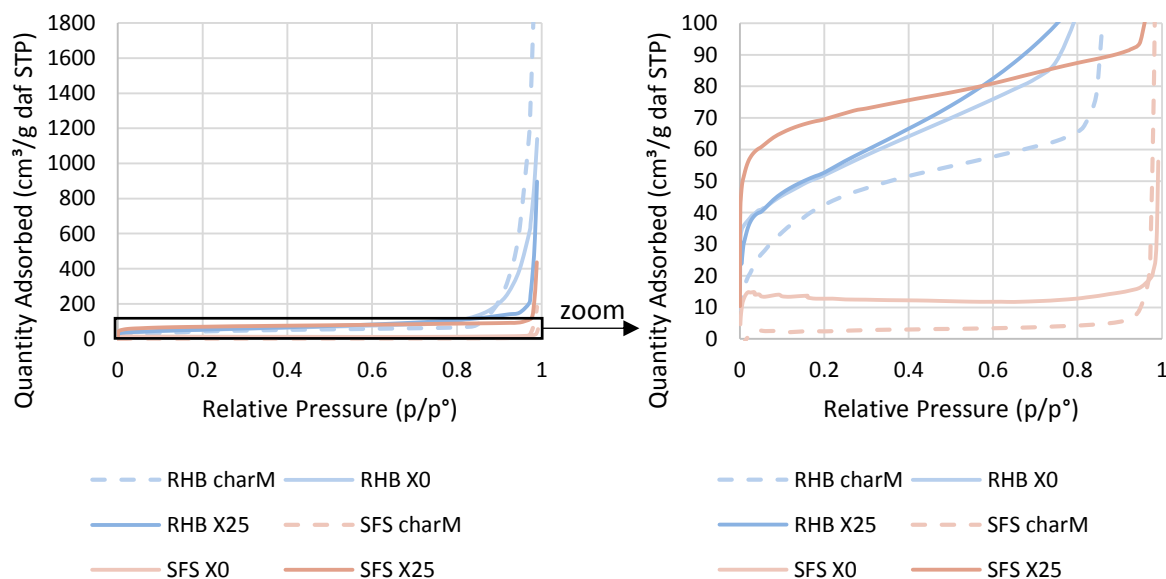 Quantity Adsorbed (cm³/g daf STP)
1800
1600
1400
1200
1000
800
600
400
200
0
0 0.2 0.4 0.6 0.8 1
Relative Pressure (p/p°)
RHB charM RHB X0
RHB X25 SFS charM
SFS X0 SFS X25
zoom
Quantity Adsorbed (cm³/g daf STP)
100
90
80
70
60
50
40
30
20
10
0
0 0.2 0.4 0.6 0.8 1
Relative Pressure (p/p°)
RHB charM RHB X0
RHB X25 SFS charM
SFS X0 SFS X25